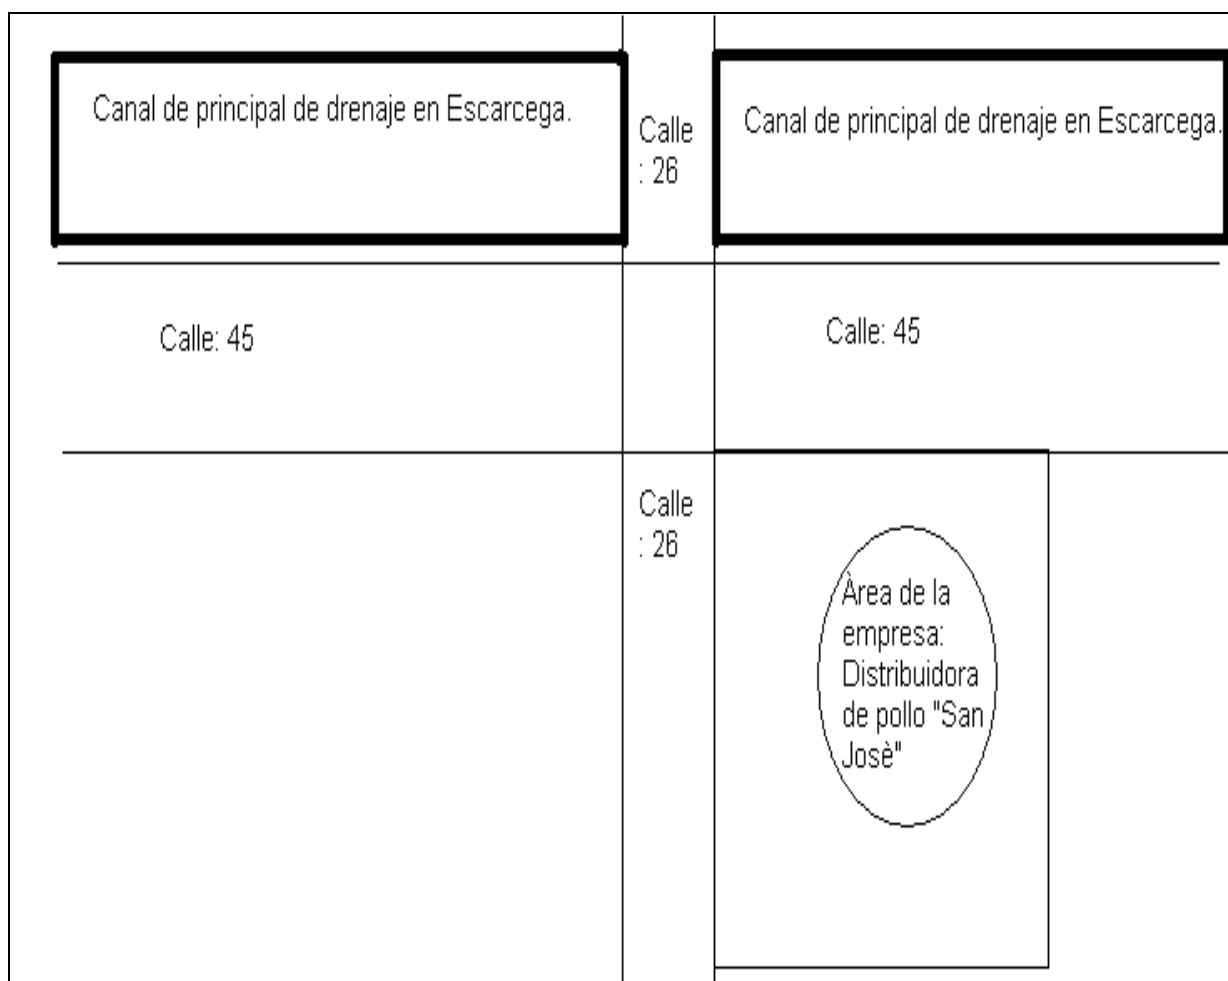 Canal de principal de drenaje en Escarcega.
Calle
: 26
Canal de principal de drenaje en Escarcega.
Calle: 45
Calle: 45
Calle
: 26
Àrea de la
empresa:
Distribuidora
de pollo "San
Josè"